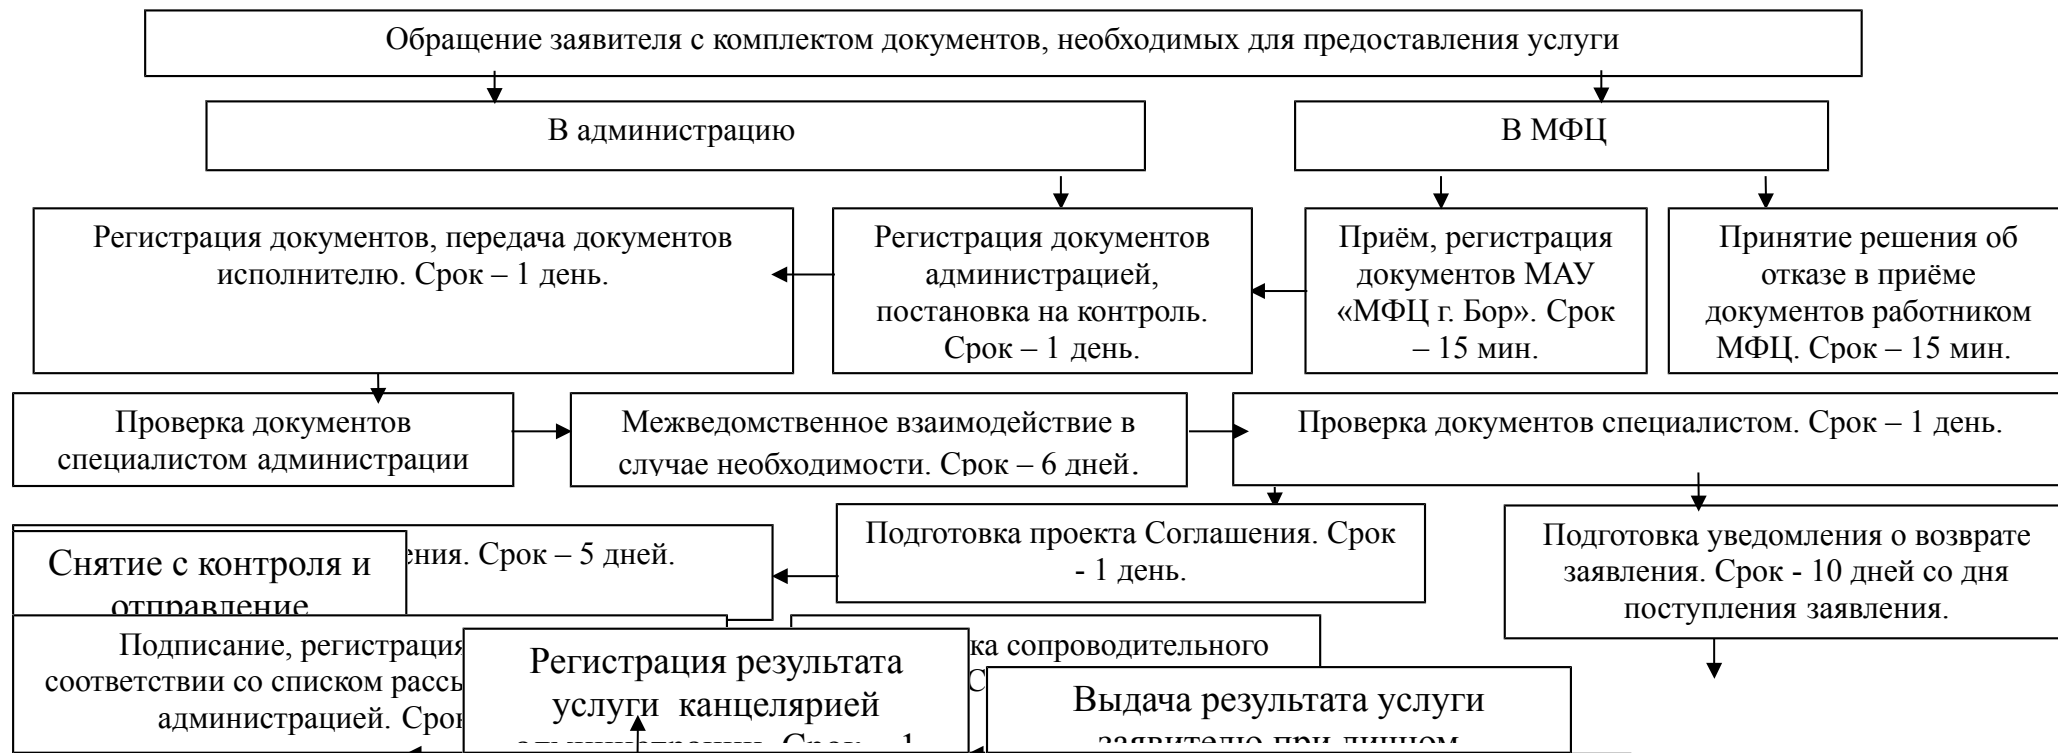 Обращение заявителя с комплектом документов, необходимых для предоставления услуги
В администрацию
В МФЦ
Регистрация документов, передача документов
исполнителю. Срок – 1 день.
Регистрация документов
администрацией,
постановка на контроль.
Срок – 1 день.
Приём, регистрация
документов МАУ
«МФЦ г. Бор». Срок
– 15 мин.
Принятие решения об
отказе в приёме
документов работником
МФЦ. Срок – 15 мин.
Проверка документов
специалистом администрации
Межведомственное взаимодействие в
случае необходимости. Срок – 6 дней.
Проверка документов специалистом. Срок – 1 день.
Снятие с контроля и
отправление
Срок – 5 дней.
Подготовка проекта Соглашения. Срок
- 1 день.
Подготовка уведомления о возврате
заявления. Срок - 10 дней со дня
поступления заявления.
Подписание, регистрация
соответствии со списком
администрацией.
Регистрация результата
услуги канцелярией
сопроводительного
Выдача результата услуги
заявителю при личном